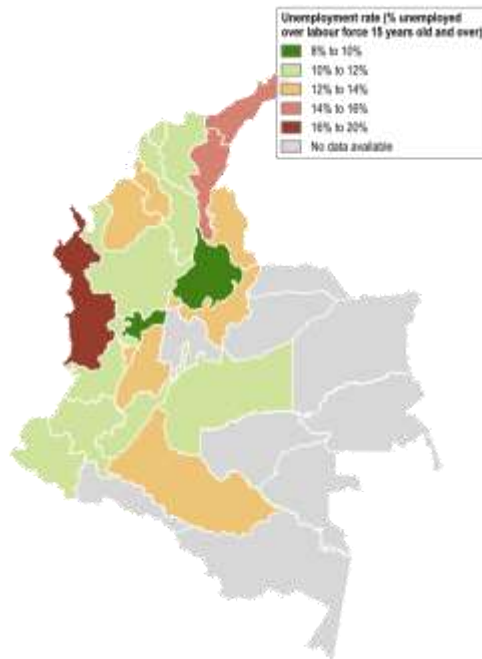 Unemployment rate (% unemployed
over labour force 15 years old and over)
8% to 10%
10% to 12%
12% to 14%
14% to 16%
16% to 20%
No data available